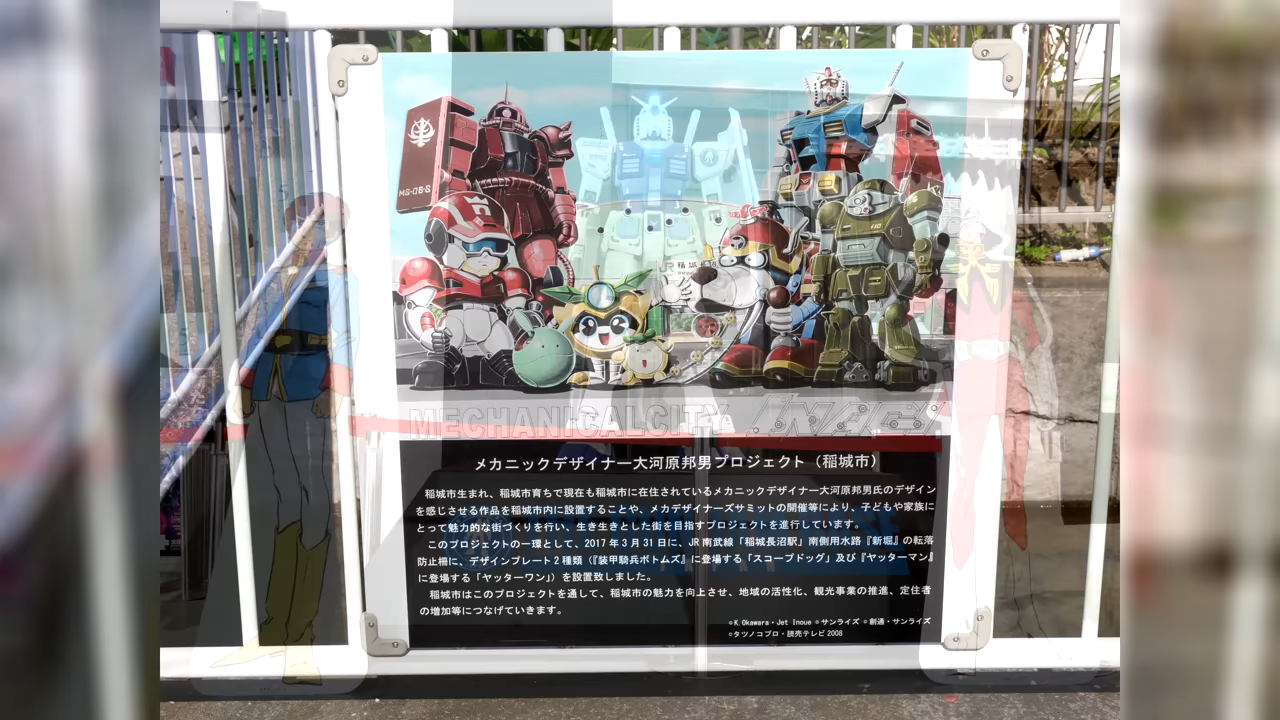 MS-06-S
稲城
MECHANICALCITY INAGI
メカニックデザイナー大河原邦男プロジェクト（稲城市）
稲城市生まれ、稲城市育ちで現在も稲城市に在住されているメカニックデザイナー大河原邦男氏のデザイン
を感じさせる作品を稲城市内に設置することや、メカデザイナーズサミットの開催等により、子どもや家族に
とって魅力的な街づくりを行い、生き生きとした街を目指すプロジェクトを進行しています。
このプロジェクトの一環として、2017年3月31日に、JR南武線「稲城長沼駅」南側用水路『新堀』の転落
防止柵に、デザインプレート2種類（『装甲騎兵ボトムズ』に登場する「スコープドッグ」及び『ヤッターマン』
に登場する「ヤッターワン」）を設置致しました。
稲城市はこのプロジェクトを通して、稲城市の魅力を向上させ、地域の活性化、観光事業の推進、定住者
の増加等につなげていきます。
©K.Okawara・Jet Inoue ©サンライズ ©創通・サンライズ
©タツノコプロ・読売テレビ 2008